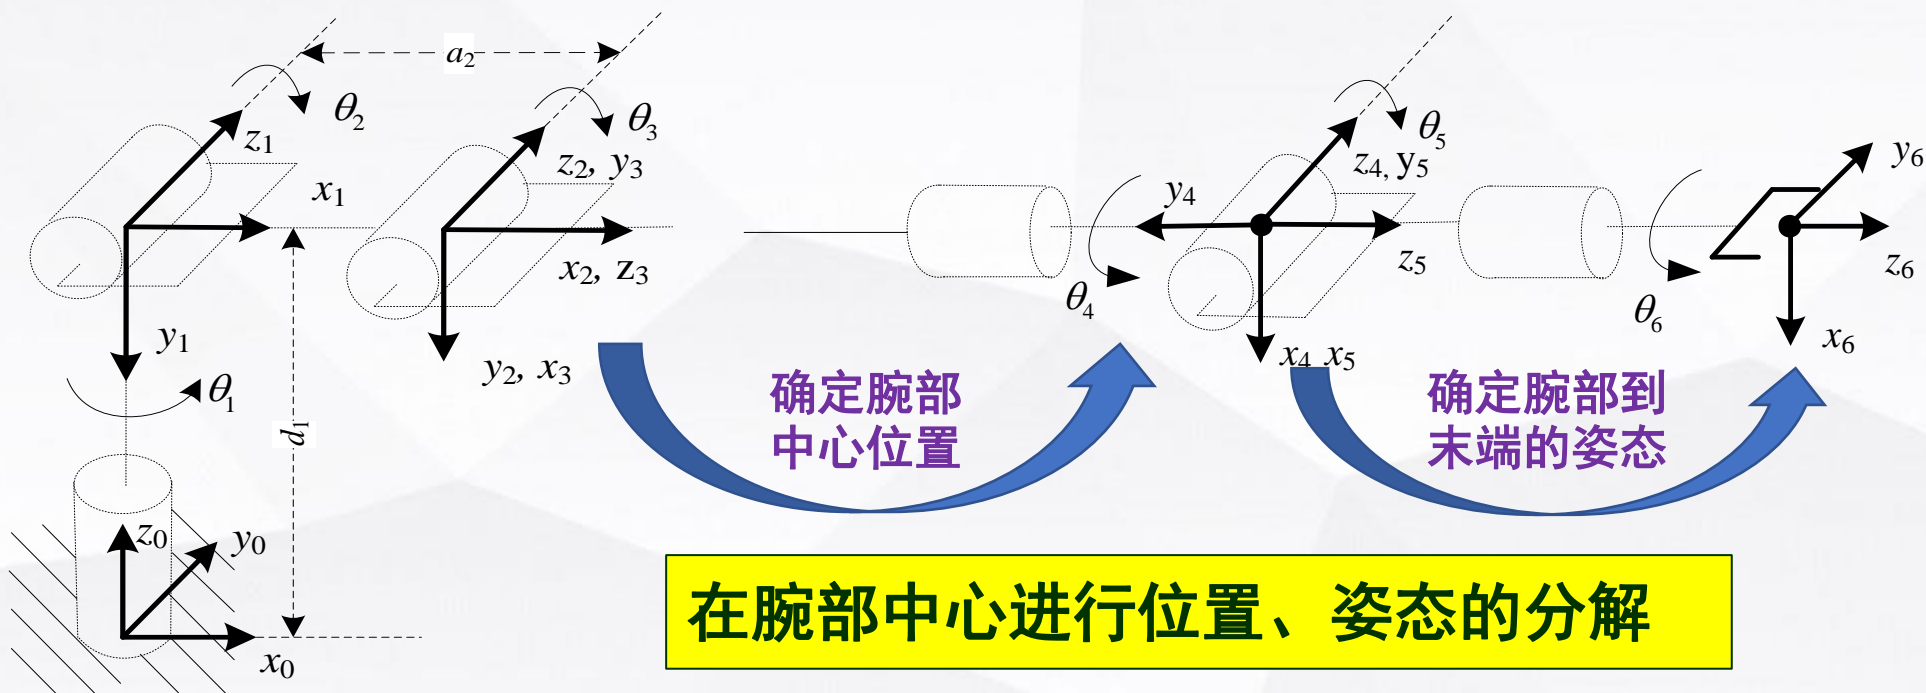 a₂
θ₂
θ₃
θ₅
z₁
z₂, y₃
z₄, y₅
y₆
x₁
y₄
x₂, z₃
z₅
z₆
θ₄
θ₆
y₁
y₂, x₃
x₄ x₅
x₆
θ₁
d₁
确定腕部
中心位置
确定腕部到
末端的姿态
z₀
y₀
x₀
在腕部中心进行位置、姿态的分解